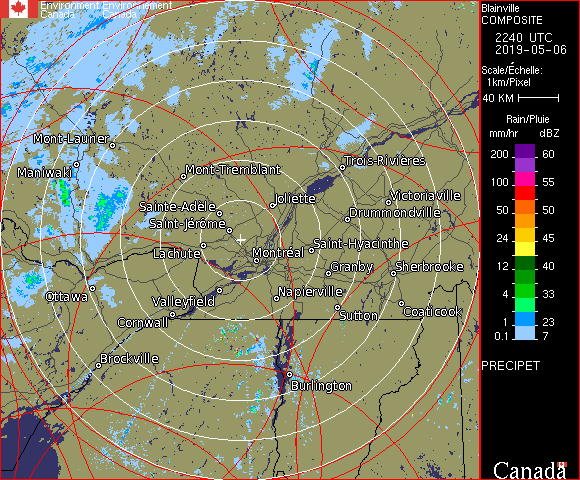 Environment Environnement
Canada Canada
Blainville
COMPOSITE
2240 UTC
2019-05-06
Scale/Échelle:
1km/Pixel
40 KM
Rain/Pluie
mm/hr dBZ
200 60
100 55
50 50
24 45
12 40
4 33
1 23
0.1 7
PRECIPET
Canada
Mont-Laurier
Maniwaki
Mont-Tremblant
Trois-Rivières
Sainte-Adèle
Joliette
Victoriaville
Saint-Jérôme
Drummondville
Lachute
Montréal
Saint-Hyacinthe
Granby
Sherbrooke
Ottawa
Valleyfield
Napierville
Cornwall
Sutton
Coaticook
Brockville
Burlington